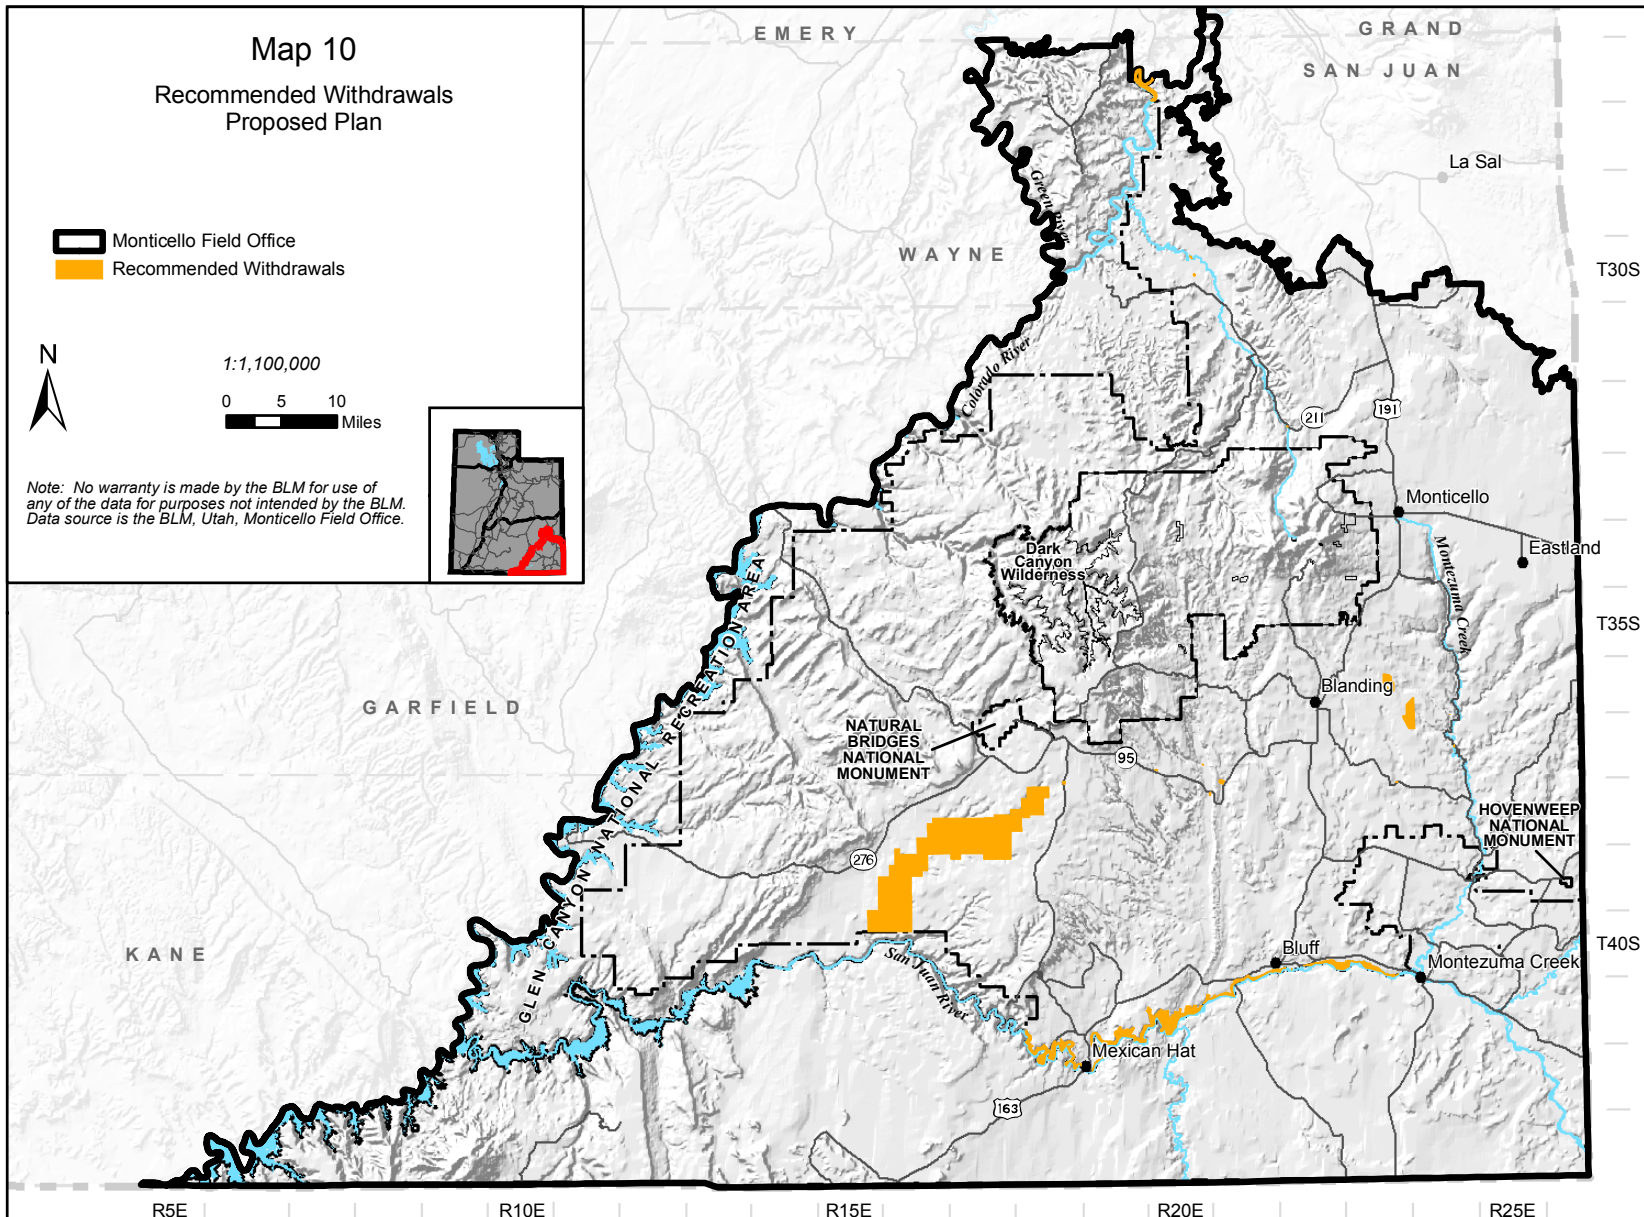 Map 10
Recommended Withdrawals
Proposed Plan
Monticello Field Office
Recommended Withdrawals
N
1:1,100,000
0 5 10
Miles
Note: No warranty is made by the BLM for use of
any of the data for purposes not intended by the BLM.
Data source is the BLM, Utah, Monticello Field Office.
EMERY
GRAND
SAN JUAN
La Sal
Green River
WAYNE
T30S
Colorado River
191
211
Monticello
Eastland
Dark
Canyon
Wilderness
Montezuma Creek
T35S
GARFIELD
Blanding
NATURAL
BRIDGES
NATIONAL
MONUMENT
95
HOVENWEEP
NATIONAL
MONUMENT
276
GLEN CANYON NATIONAL RECREATION AREA
KANE
San Juan River
Bluff
T40S
Montezuma Creek
Mexican Hat
163
R5E
R10E
R15E
R20E
R25E